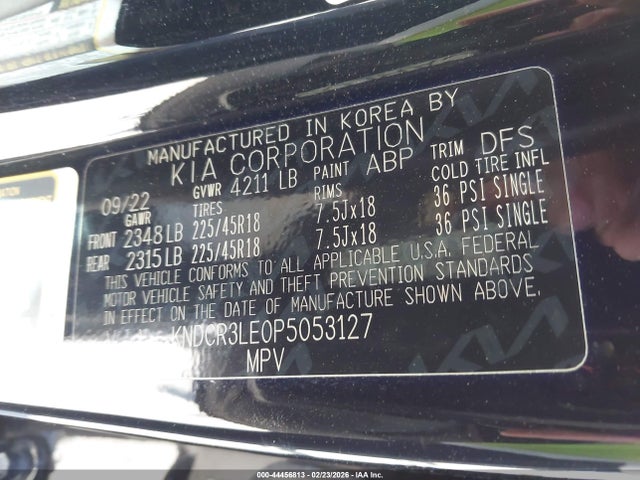 MANUFACTURED IN KOREA BY
KIA CORPORATION
09/22 GVWR 4211 LB PAINT ABP TRIM DFS
GAWR TIRES RIMS COLD TIRE INFL
FRONT 2348 LB 225/45R18 7.5Jx18 36 PSI SINGLE
REAR 2315 LB 225/45R18 7.5Jx18 36 PSI SINGLE
THIS VEHICLE CONFORMS TO ALL APPLICABLE U.S.A. FEDERAL
MOTOR VEHICLE SAFETY AND THEFT PREVENTION STANDARDS
IN EFFECT ON THE DATE OF MANUFACTURE SHOWN ABOVE.
KNDCR3LE0P5053127
MPV
000-44456813 - 02/23/2026 - IAA Inc.